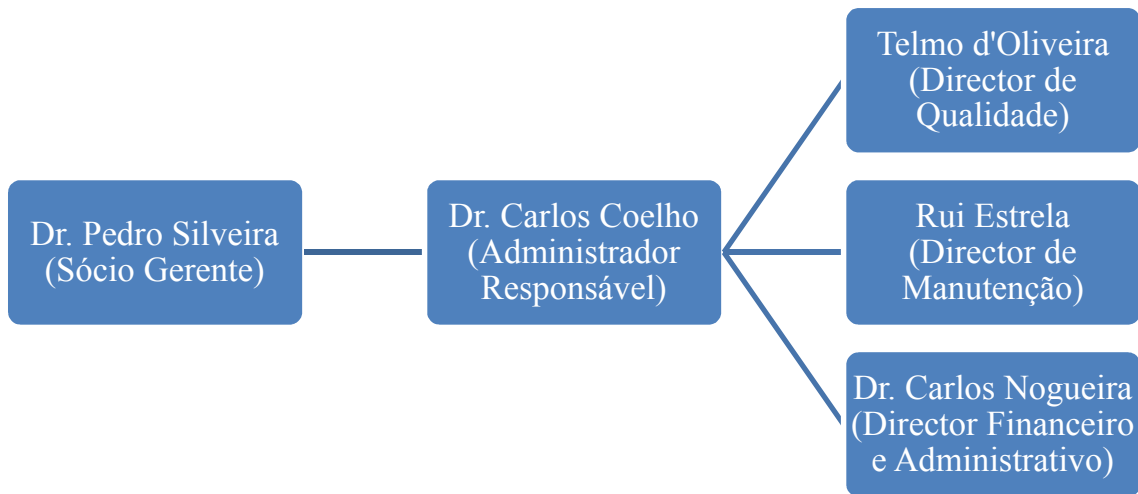 Dr. Pedro Silveira
(Sócio Gerente)
Dr. Carlos Coelho
(Administrador
Responsável)
Telmo d'Oliveira
(Director de
Qualidade)
Rui Estrela
(Director de
Manutenção)
Dr. Carlos Nogueira
(Director Financeiro
e Administrativo)